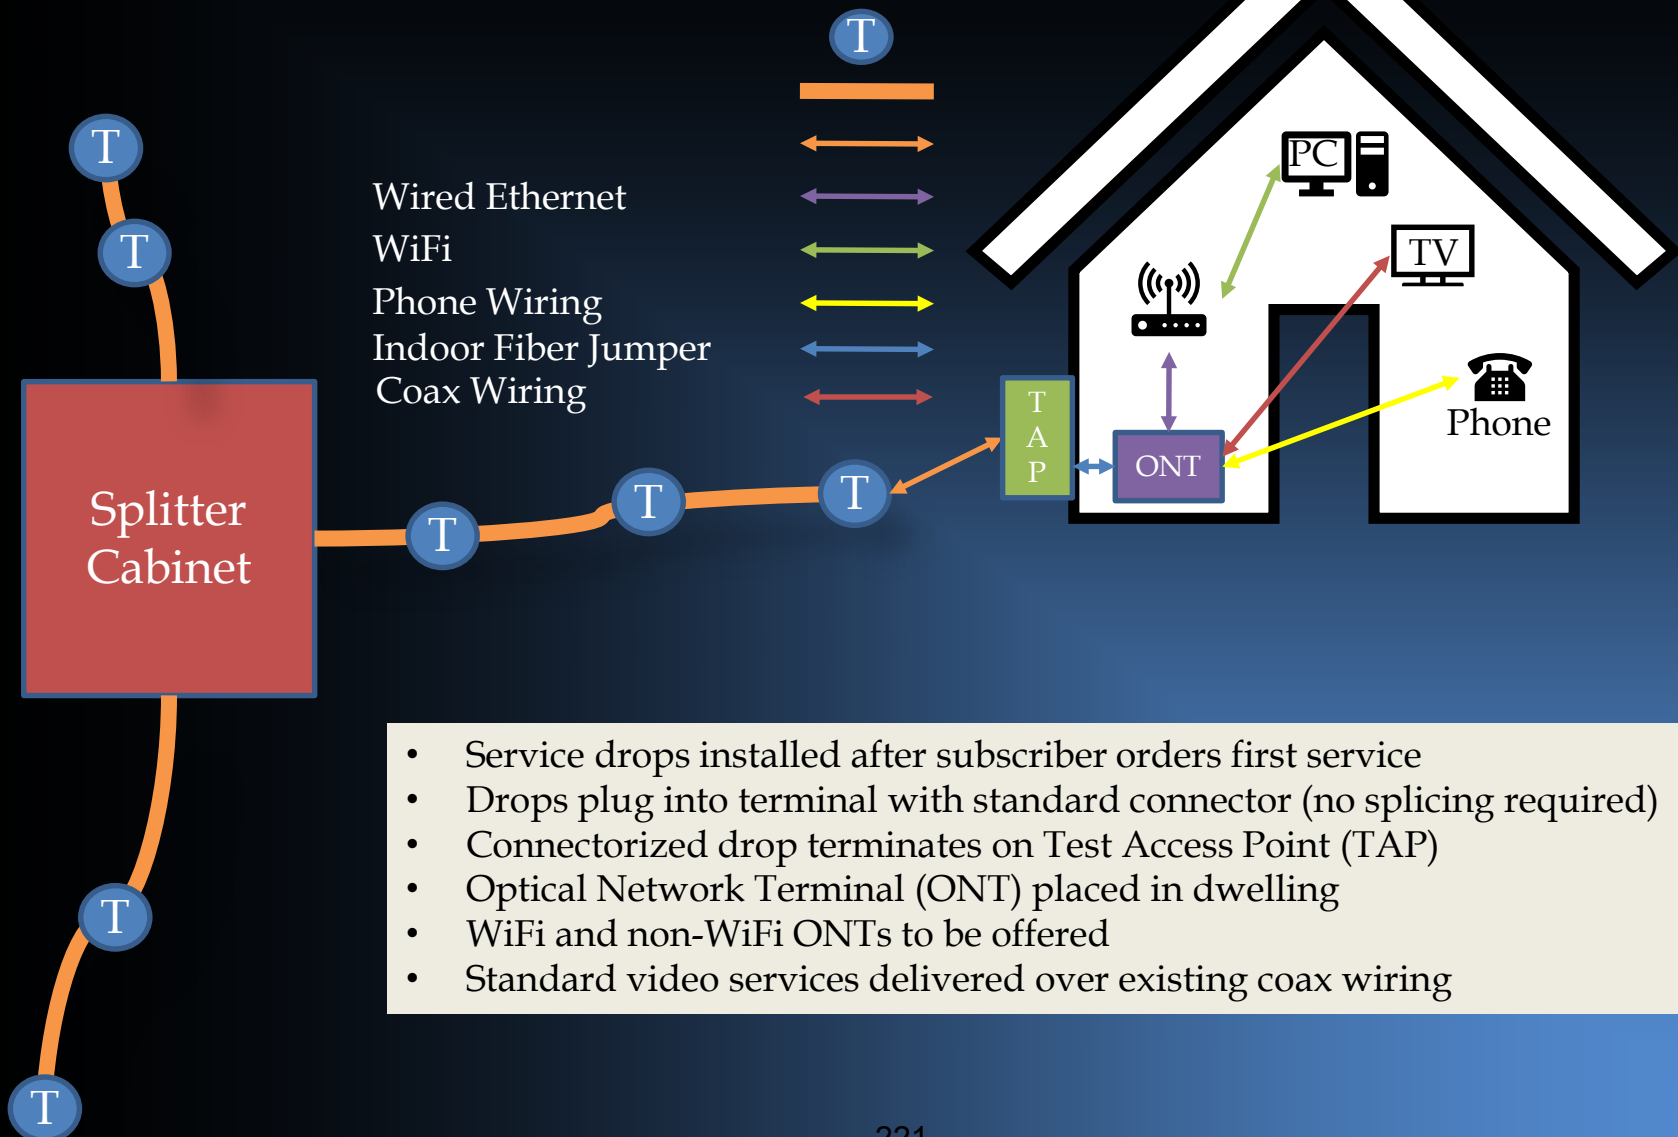 T
T
T
Wired Ethernet
WiFi
Phone Wiring
Indoor Fiber Jumper
Coax Wiring
PC
TV
Phone
T
A
P
ONT
Splitter
Cabinet
T
T
T
• Service drops installed after subscriber orders first service
• Drops plug into terminal with standard connector (no splicing required)
• Connectorized drop terminates on Test Access Point (TAP)
• Optical Network Terminal (ONT) placed in dwelling
• WiFi and non-WiFi ONTs to be offered
• Standard video services delivered over existing coax wiring
T
T
221